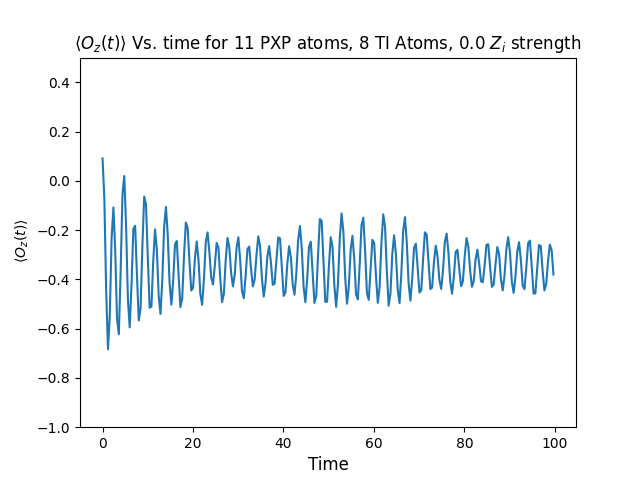 ⟨O_z(t)⟩ Vs. time for 11 PXP atoms, 8 TI Atoms, 0.0 Z_i strength
0.4
0.2
0.0
−0.2
−0.4
−0.6
−0.8
−1.0
⟨O_z(t)⟩
0 20 40 60 80 100
Time